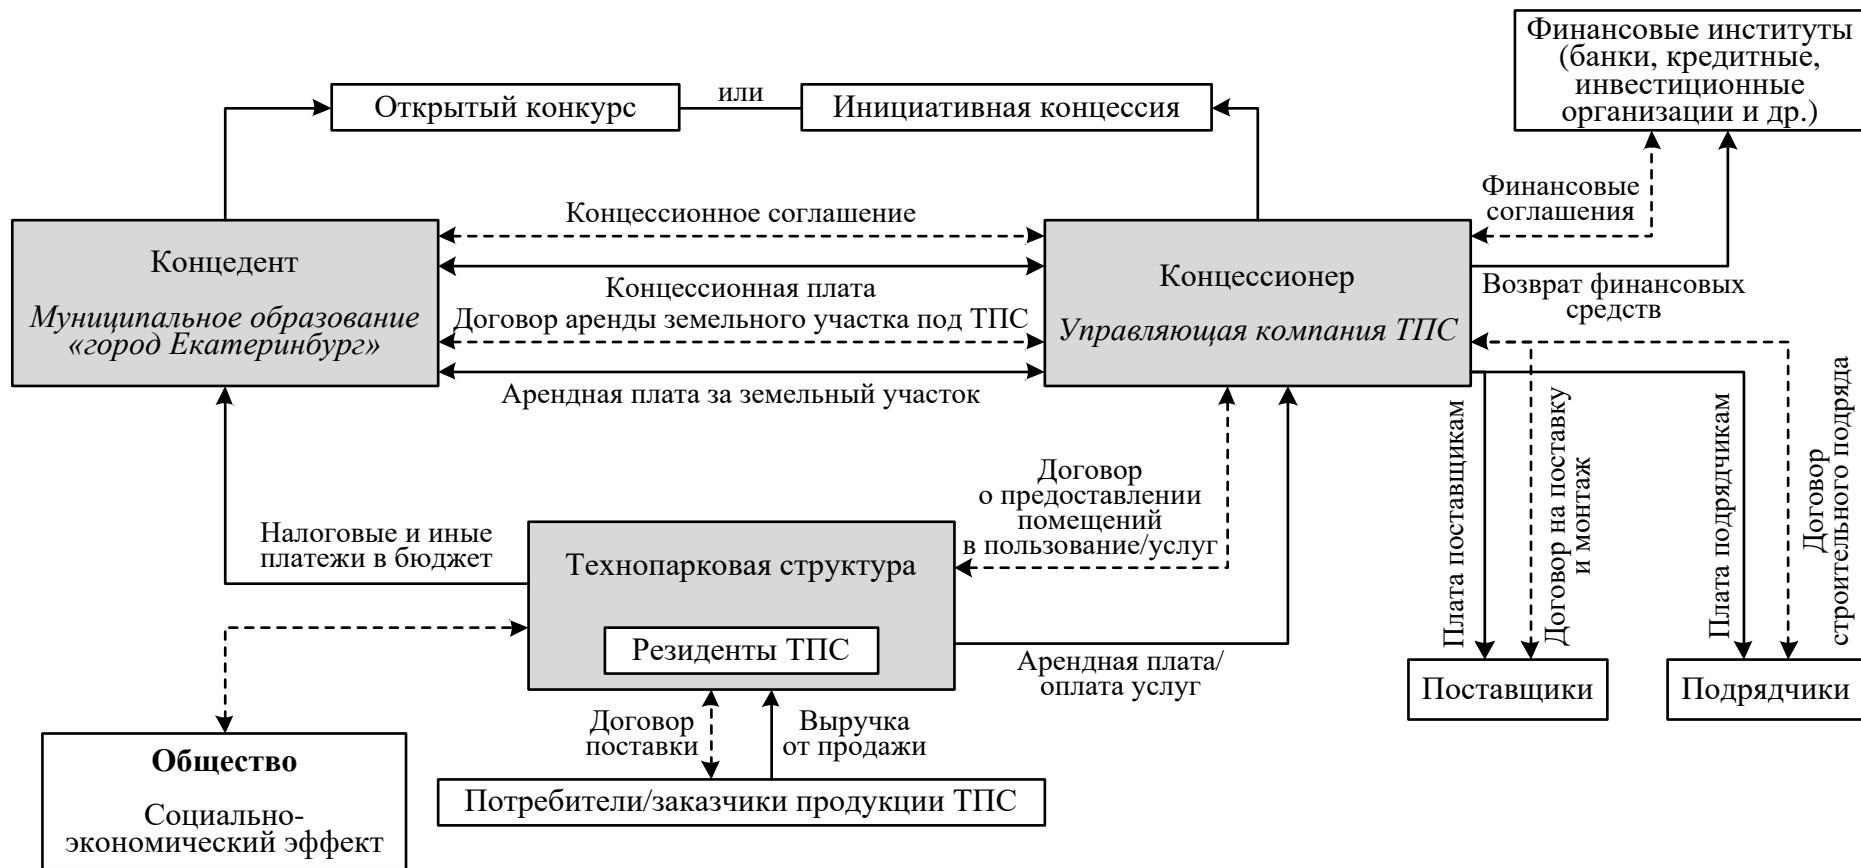 Финансовые институты
(банки, кредитные,
инвестиционные
организации и др.)
Открытый конкурс
или
Инициативная концессия
Финансовые
соглашения
Концессионное соглашение
Концедент
Муниципальное образование
«город Екатеринбург»
Концессионная плата
Договор аренды земельного участка под ТПС
Арендная плата за земельный участок
Концессионер
Управляющая компания ТПС
Возврат финансовых
средств
Плата поставщикам
Договор на поставку
и монтаж
Плата подрядчикам
Договор
строительного подряда
Договор
о предоставлении
помещений
в пользование/услуг
Налоговые и иные
платежи в бюджет
Технопарковая структура
Резиденты ТПС
Арендная плата/
оплата услуг
Поставщики
Подрядчики
Договор
поставки
Выручка
от продажи
Общество
Социально-
экономический эффект
Потребители/заказчики продукции ТПС